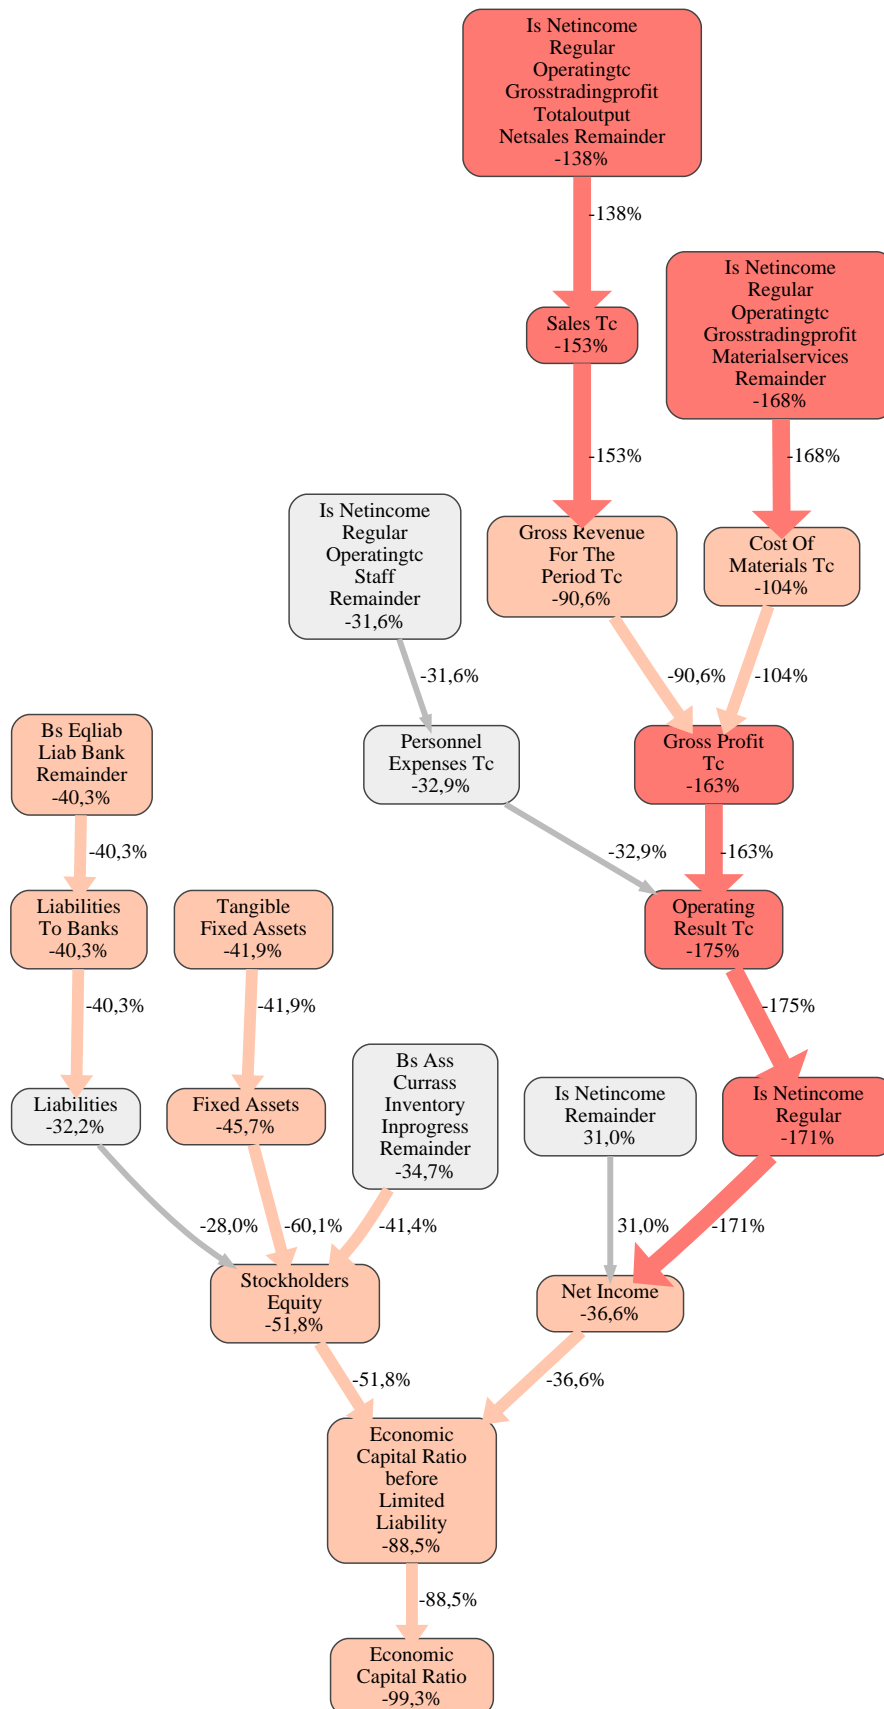 Is Netincome
Regular
Operatingtc
Grosstradingprofit
Totaloutput
Netsales Remainder
-138%
-138%
Is Netincome
Regular
Operatingtc
Grosstradingprofit
Materialservices
Remainder
-168%
Sales Tc
-153%
-153%
-168%
Is Netincome
Regular
Operatingtc
Staff
Remainder
-31,6%
Gross Revenue
For The
Period Tc
-90,6%
Cost Of
Materials Tc
-104%
-31,6%
-90,6%
-104%
Bs Eqliab
Liab Bank
Remainder
-40,3%
Personnel
Expenses Tc
-32,9%
Gross Profit
Tc
-163%
-40,3%
-32,9%
-163%
Liabilities
To Banks
-40,3%
Tangible
Fixed Assets
-41,9%
Operating
Result Tc
-175%
-40,3%
-41,9%
-175%
Liabilities
-32,2%
Fixed Assets
-45,7%
Bs Ass
Currass
Inventory
Inprogress
Remainder
-34,7%
Is Netincome
Remainder
31,0%
Is Netincome
Regular
-171%
-28,0%
-60,1%
-41,4%
31,0%
-171%
Stockholders
Equity
-51,8%
Net Income
-36,6%
-51,8%
-36,6%
Economic
Capital Ratio
before
Limited
Liability
-88,5%
-88,5%
Economic
Capital Ratio
-99,3%